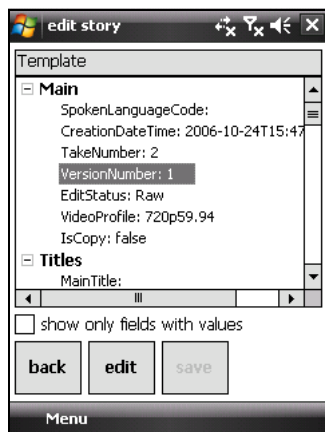 edit story
Template
Main
SpokenLanguageCode:
CreationDateTime: 2006-10-24T15:47
TakeNumber: 2
VersionNumber: 1
EditStatus: Raw
VideoProfile: 720p59.94
IsCopy: false
Titles
MainTitle:
show only fields with values
back edit save
Menu